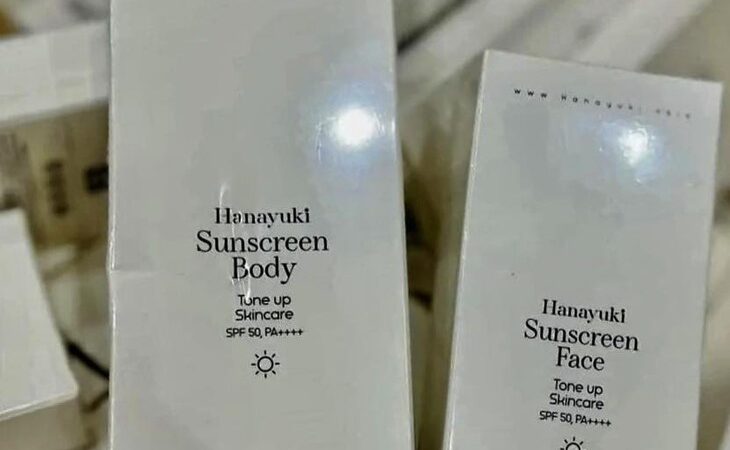 Hanayuki
Sunscreen
Body
Tone up
Skincare
SPF 50, PA++++
Hanayuki
Sunscreen
Face
Tone up
Skincare
SPF 50, PA++++